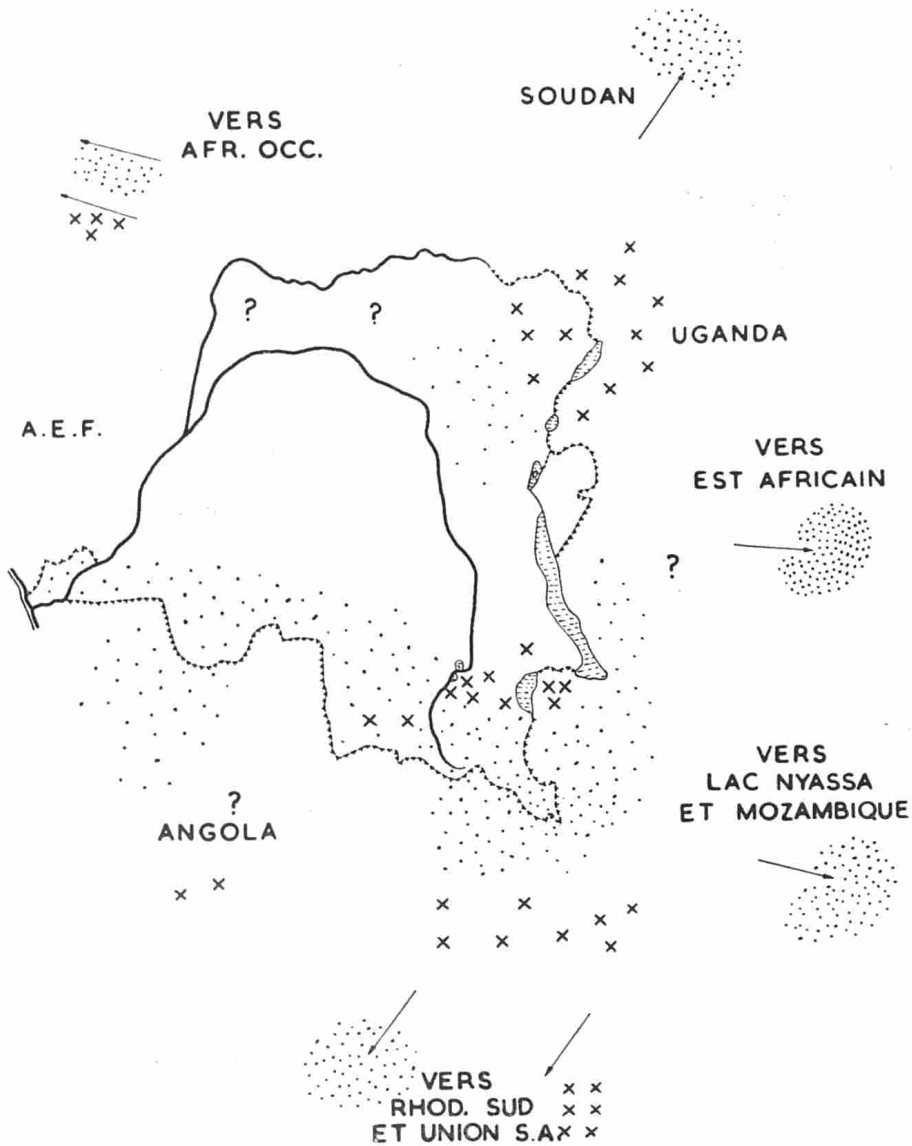 SOUDAN
VERS
AFR. OCC.
? ?
UGANDA
A.E.F.
VERS
EST AFRICAIN
?
VERS
LAC NYASSA
ET MOZAMBIQUE
?
ANGOLA
VERS
RHOD. SUD
ET UNION S.A.